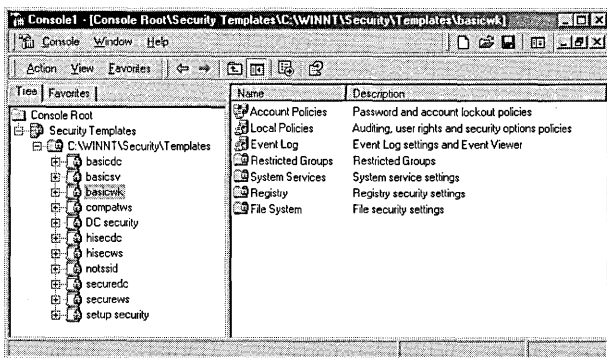 Console1 - [Console Root\Security Templates\C:\WINNT\Security\Templates\basicwk]
Console Window Help
Action View Favorites
Tree Favorites
Name Description
Console Root
Security Templates
C:\WINNT\Security\Templates
basicdc
basicsv
basicwk
compatws
DC security
hisecdc
hisecws
notssid
securedc
securews
setup security
Account Policies Password and account lockout policies
Local Policies Auditing, user rights and security options policies
Event Log Event Log settings and Event Viewer
Restricted Groups Restricted Groups
System Services System service settings
Registry Registry security settings
File System File security settings